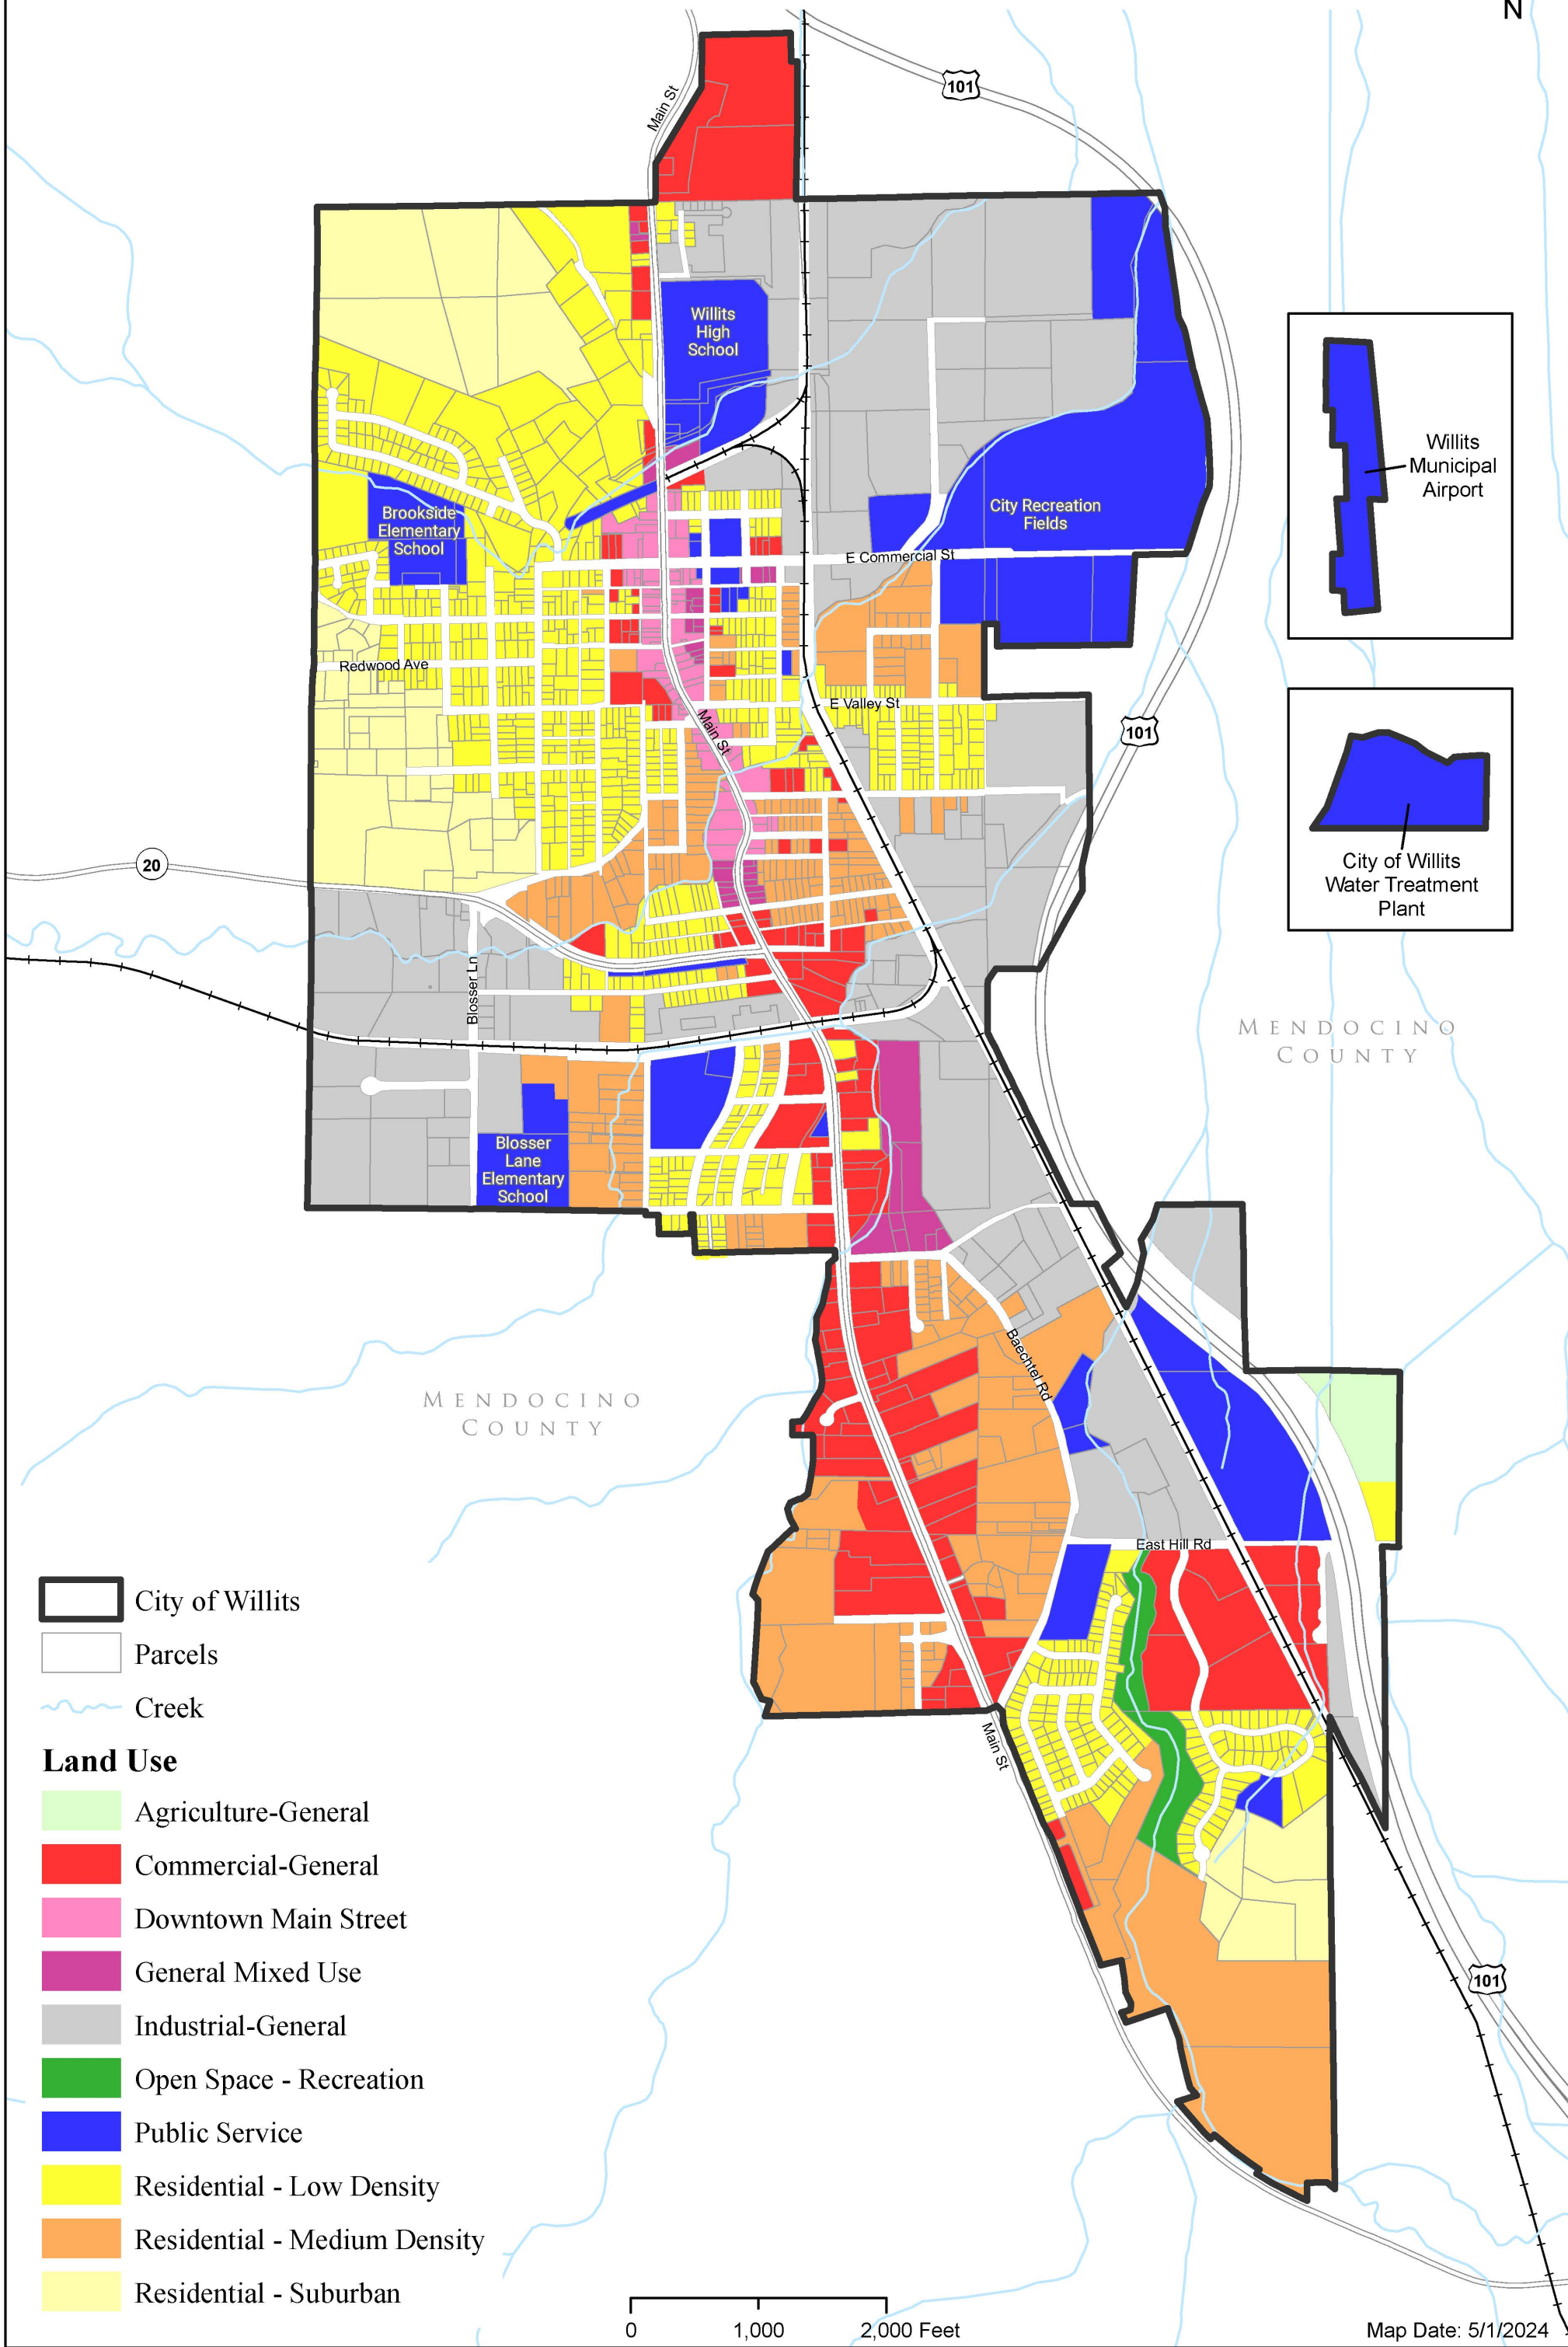 N
Main St
101
Willits
High
School
Willits
Municipal
Airport
Brookside
Elementary
School
City Recreation
Fields
E Commercial St
Redwood Ave
E Valley St
Main St
101
20
City of Willits
Water Treatment
Plant
Blosser Ln
MENDOCINO
COUNTY
Blosser
Lane
Elementary
School
Baechtel Rd
MENDOCINO
COUNTY
East Hill Rd
Main St
101
City of Willits
Parcels
Creek
Land Use
Agriculture-General
Commercial-General
Downtown Main Street
General Mixed Use
Industrial-General
Open Space - Recreation
Public Service
Residential - Low Density
Residential - Medium Density
Residential - Suburban
0 1,000 2,000 Feet
Map Date: 5/1/2024